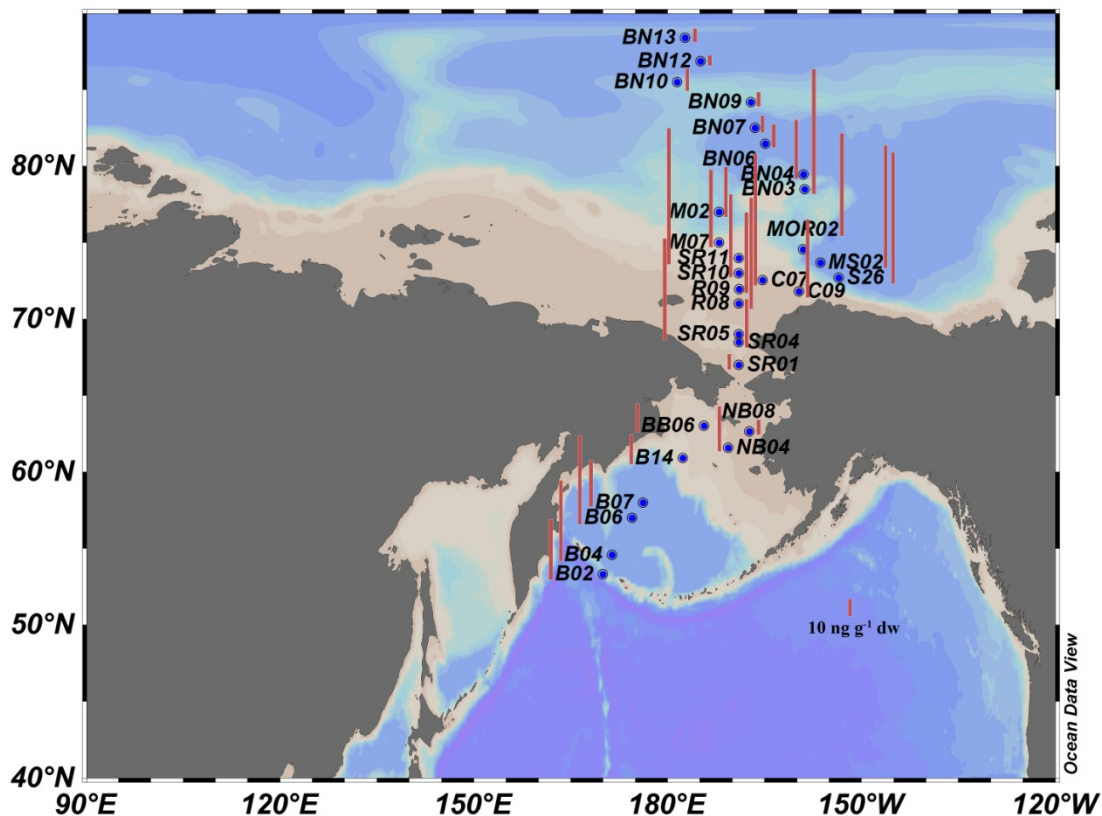 BN13
BN12
BN10
BN09
BN07
80°N
BN06
BN04
BN03
M02
MOR02
M07
SR11
MS02
SR10
C07
S26
R09
C09
R08
70°N
SR05
SR04
SR01
NB08
BB06
NB04
B14
60°N
B07
B06
B04
B02
50°N
10 ng g⁻¹ dw
Ocean Data View
40°N
90°E
120°E
150°E
180°E
150°W
120°W